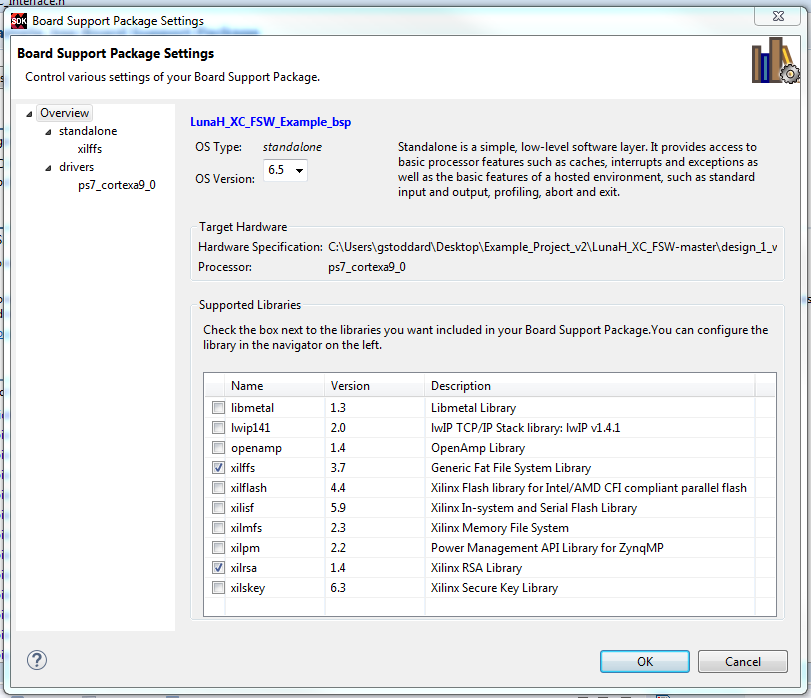 _Interface.h
SDK Board Support Package Settings
Board Support Package Settings
Control various settings of your Board Support Package.
Overview
standalone
xilffs
drivers
ps7_cortexa9_0
LunaH_XC_FSW_Example_bsp
OS Type: standalone
OS Version: 6.5
Standalone is a simple, low-level software layer. It provides access to
basic processor features such as caches, interrupts and exceptions as
well as the basic features of a hosted environment, such as standard
input and output, profiling, abort and exit.
Target Hardware
Hardware Specification: C:\Users\gstoddard\Desktop\Example_Project_v2\LunaH_XC_FSW-master\design_1_w
Processor: ps7_cortexa9_0
Supported Libraries
Check the box next to the libraries you want included in your Board Support Package.You can configure the
library in the navigator on the left.
Name Version Description
libmetal 1.3 Libmetal Library
lwip141 2.0 lwIP TCP/IP Stack library: lwIP v1.4.1
openamp 1.4 OpenAmp Library
xilffs 3.7 Generic Fat File System Library
xilflash 4.4 Xilinx Flash library for Intel/AMD CFI compliant parallel flash
xilisf 5.9 Xilinx In-system and Serial Flash Library
xilmfs 2.3 Xilinx Memory File System
xilpm 2.2 Power Management API Library for ZynqMP
xilrsa 1.4 Xilinx RSA Library
xilskey 6.3 Xilinx Secure Key Library
? OK Cancel